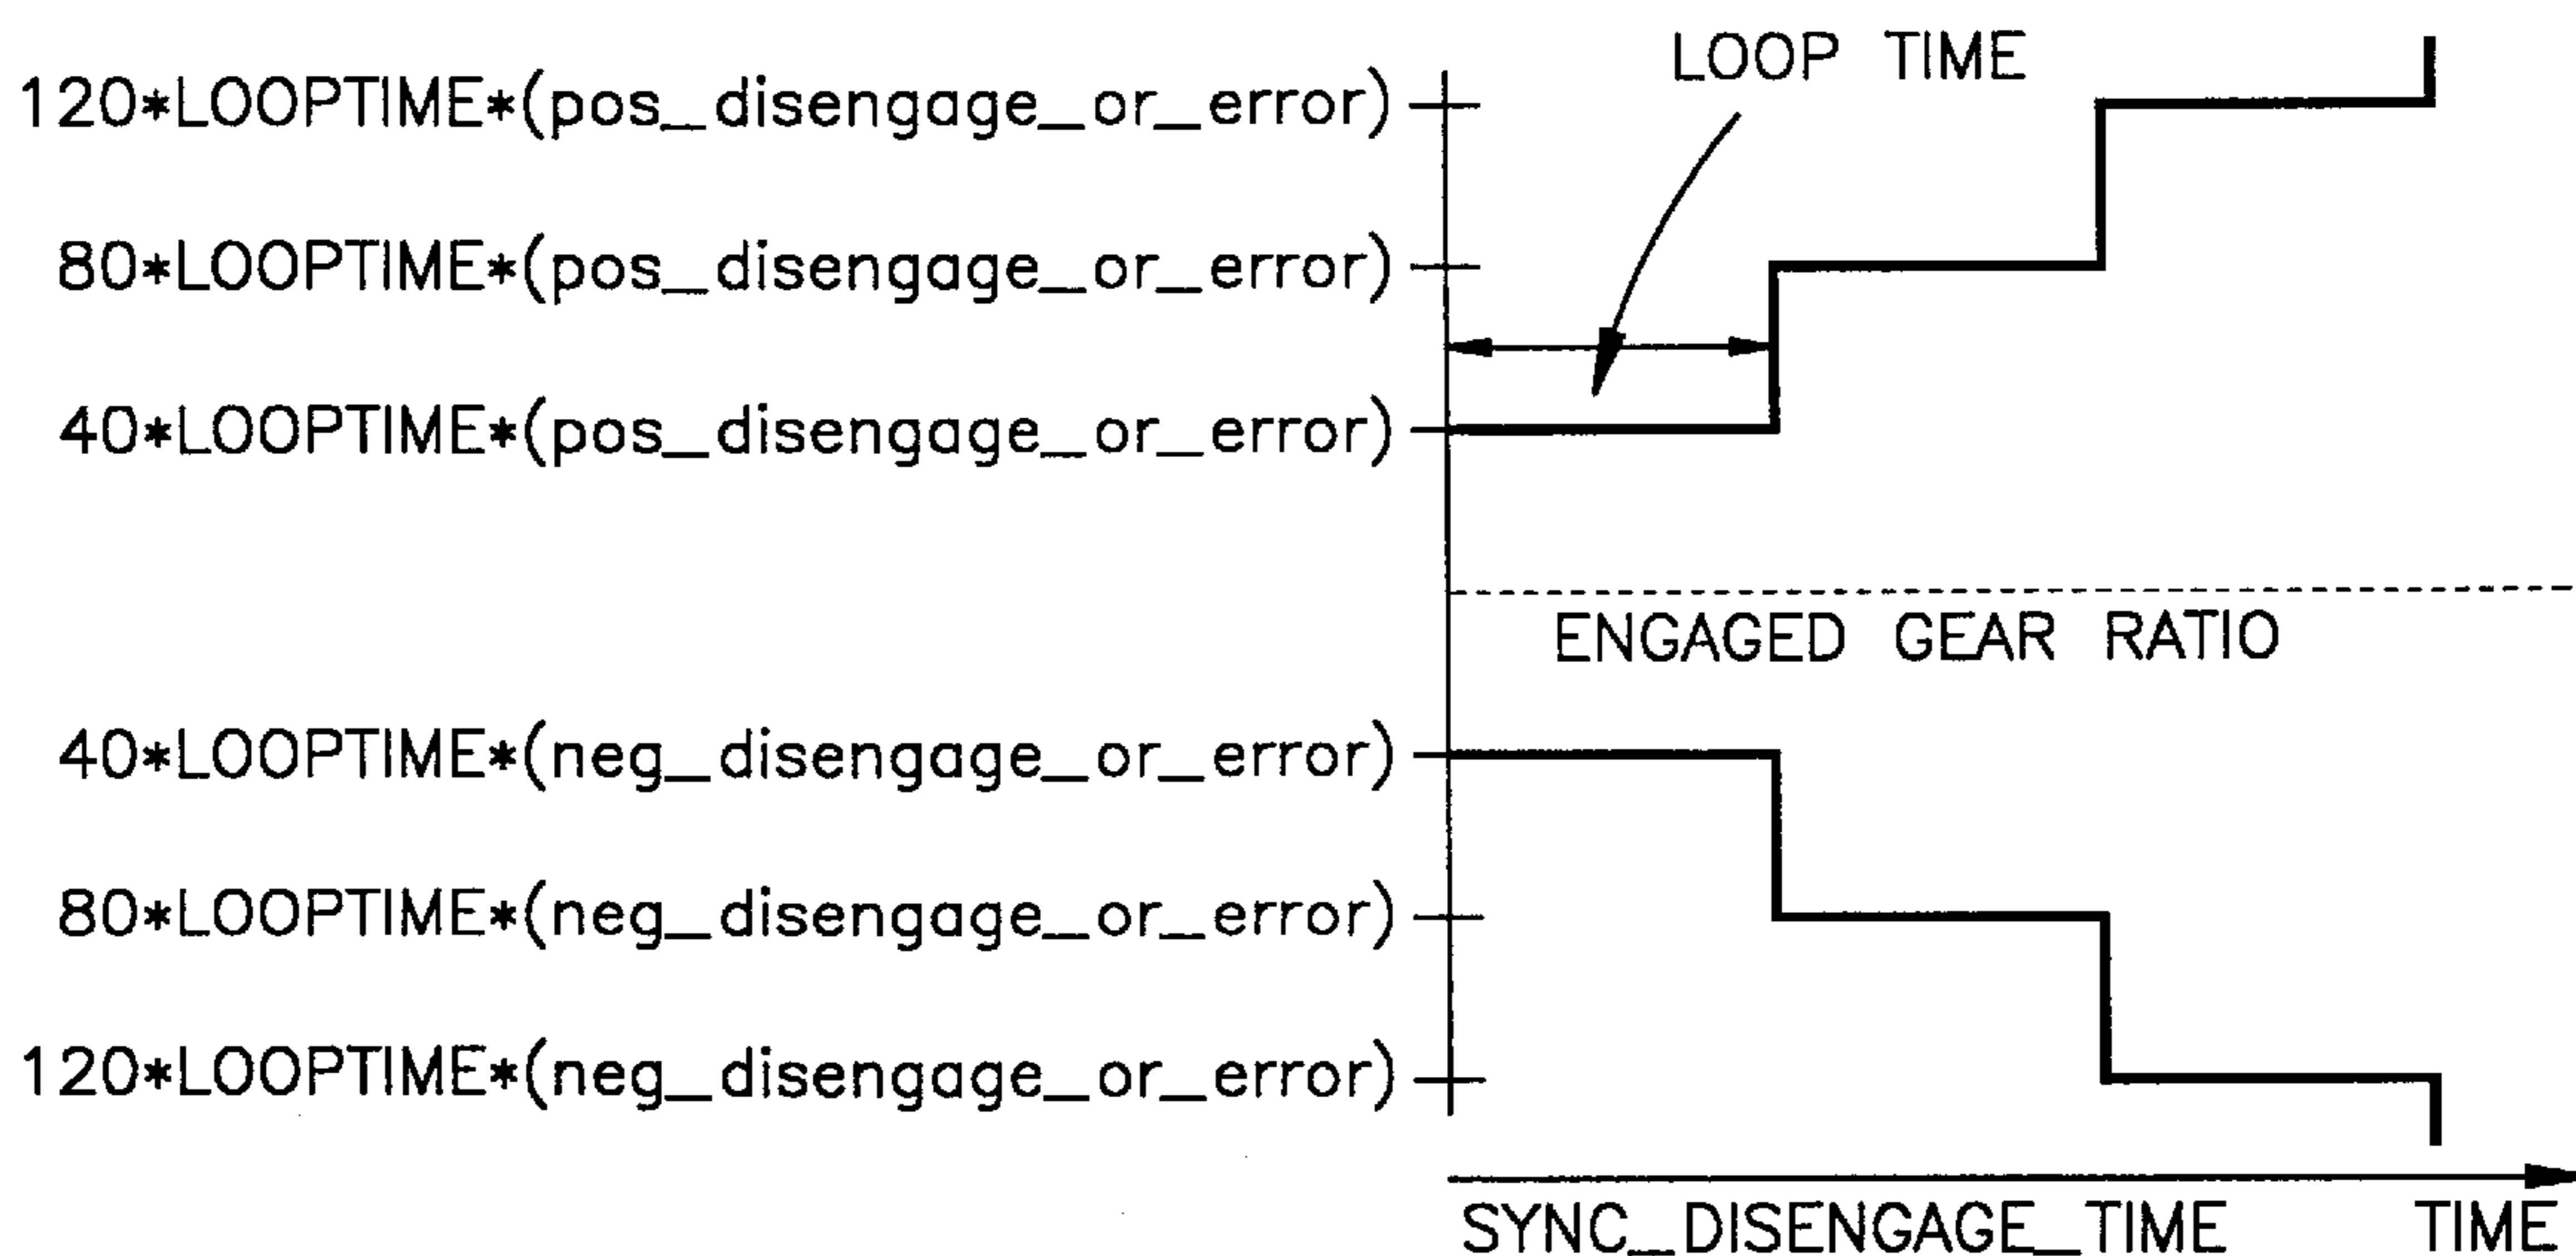 LOOP TIME
120*LOOPTIME*(pos_disengage_or_error)
80*LOOPTIME*(pos_disengage_or_error)
40*LOOPTIME*(pos_disengage_or_error)
ENGAGED GEAR RATIO
40*LOOPTIME*(neg_disengage_or_error)
80*LOOPTIME*(neg_disengage_or_error)
120*LOOPTIME*(neg_disengage_or_error)
SYNC_DISENGAGE_TIME TIME